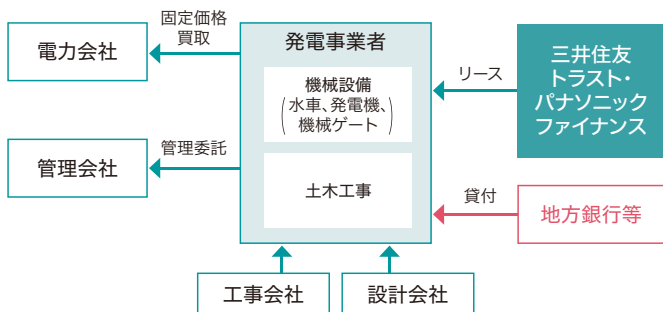 固定価格
買取
電力会社
管理委託
管理会社
発電事業者
機械設備
(水車、発電機、
機械ゲート)
土木工事
リース
三井住友
トラスト・
パナソニック
ファイナンス
貸付
地方銀行等
工事会社
設計会社